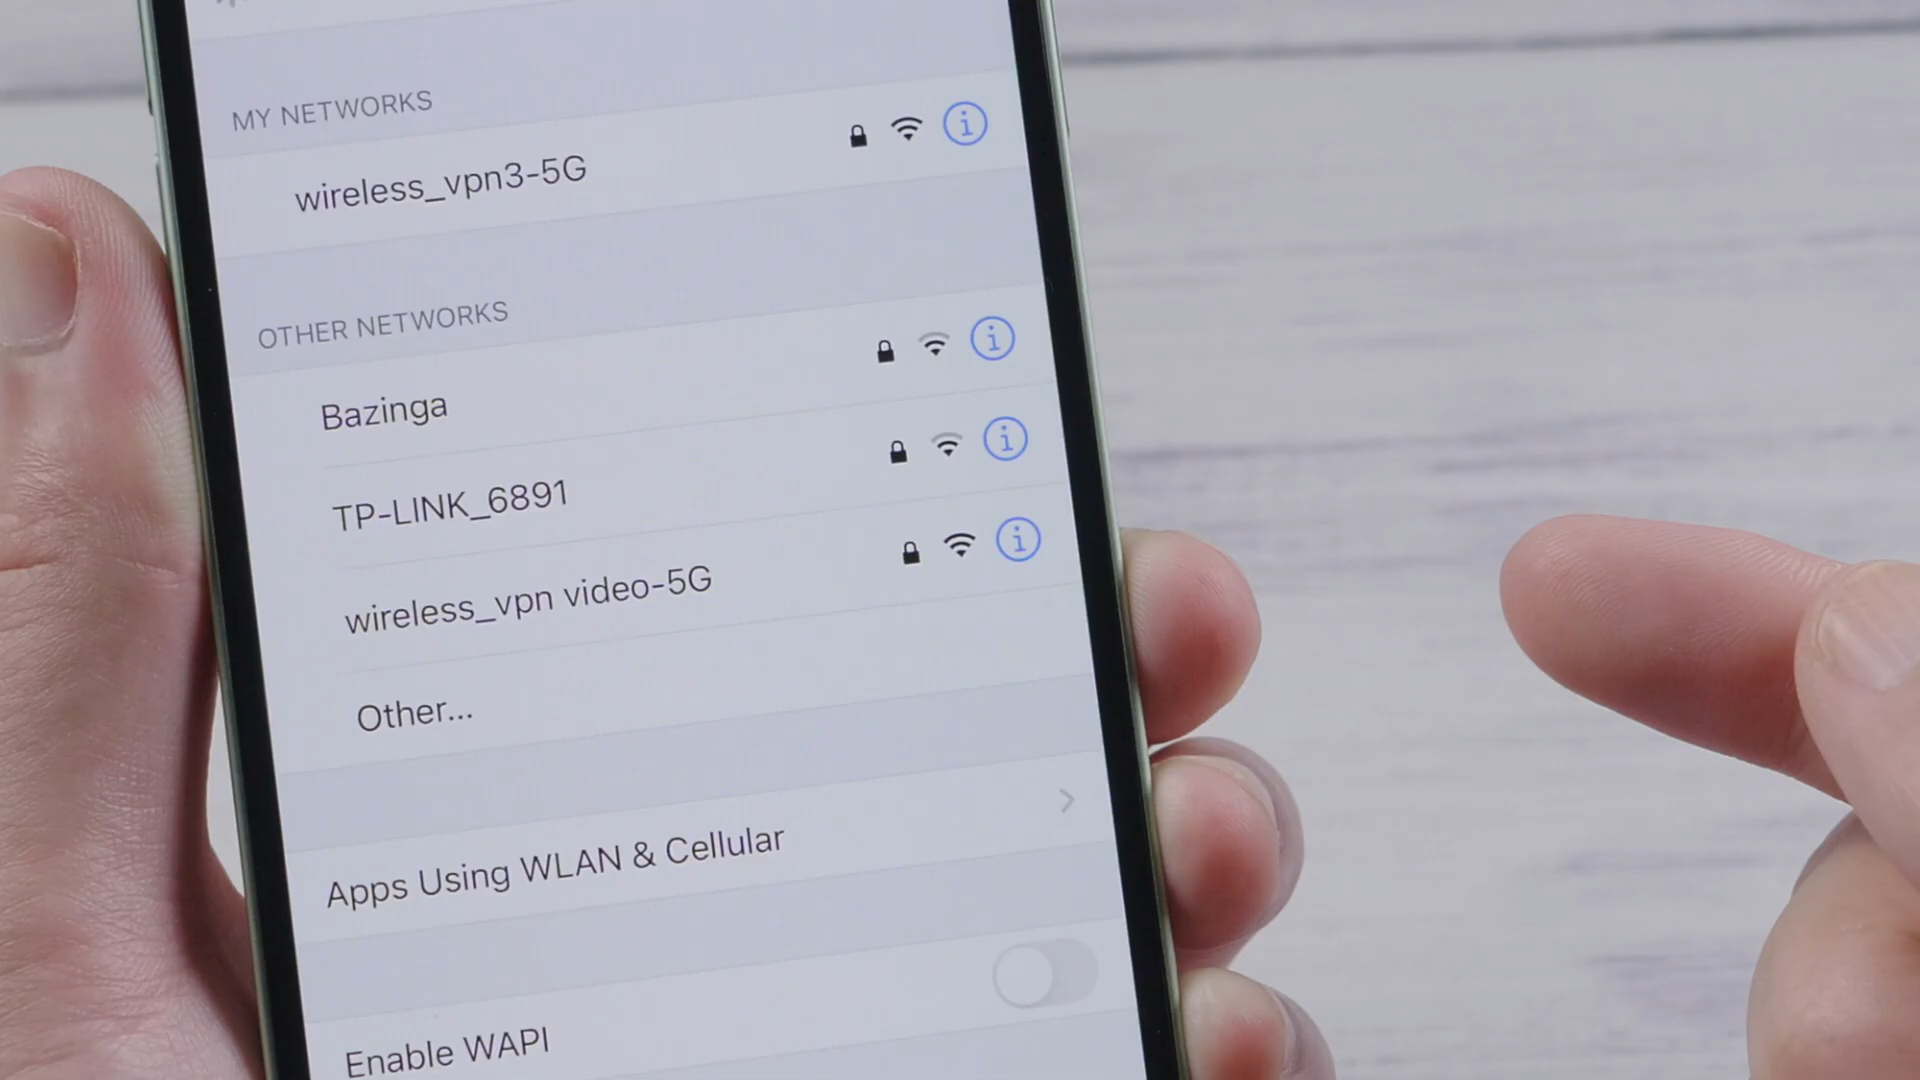 MY NETWORKS
wireless_vpn3-5G
OTHER NETWORKS
Bazinga
TP-LINK_6891
wireless_vpn video-5G
Other...
Apps Using WLAN & Cellular
Enable WAPI